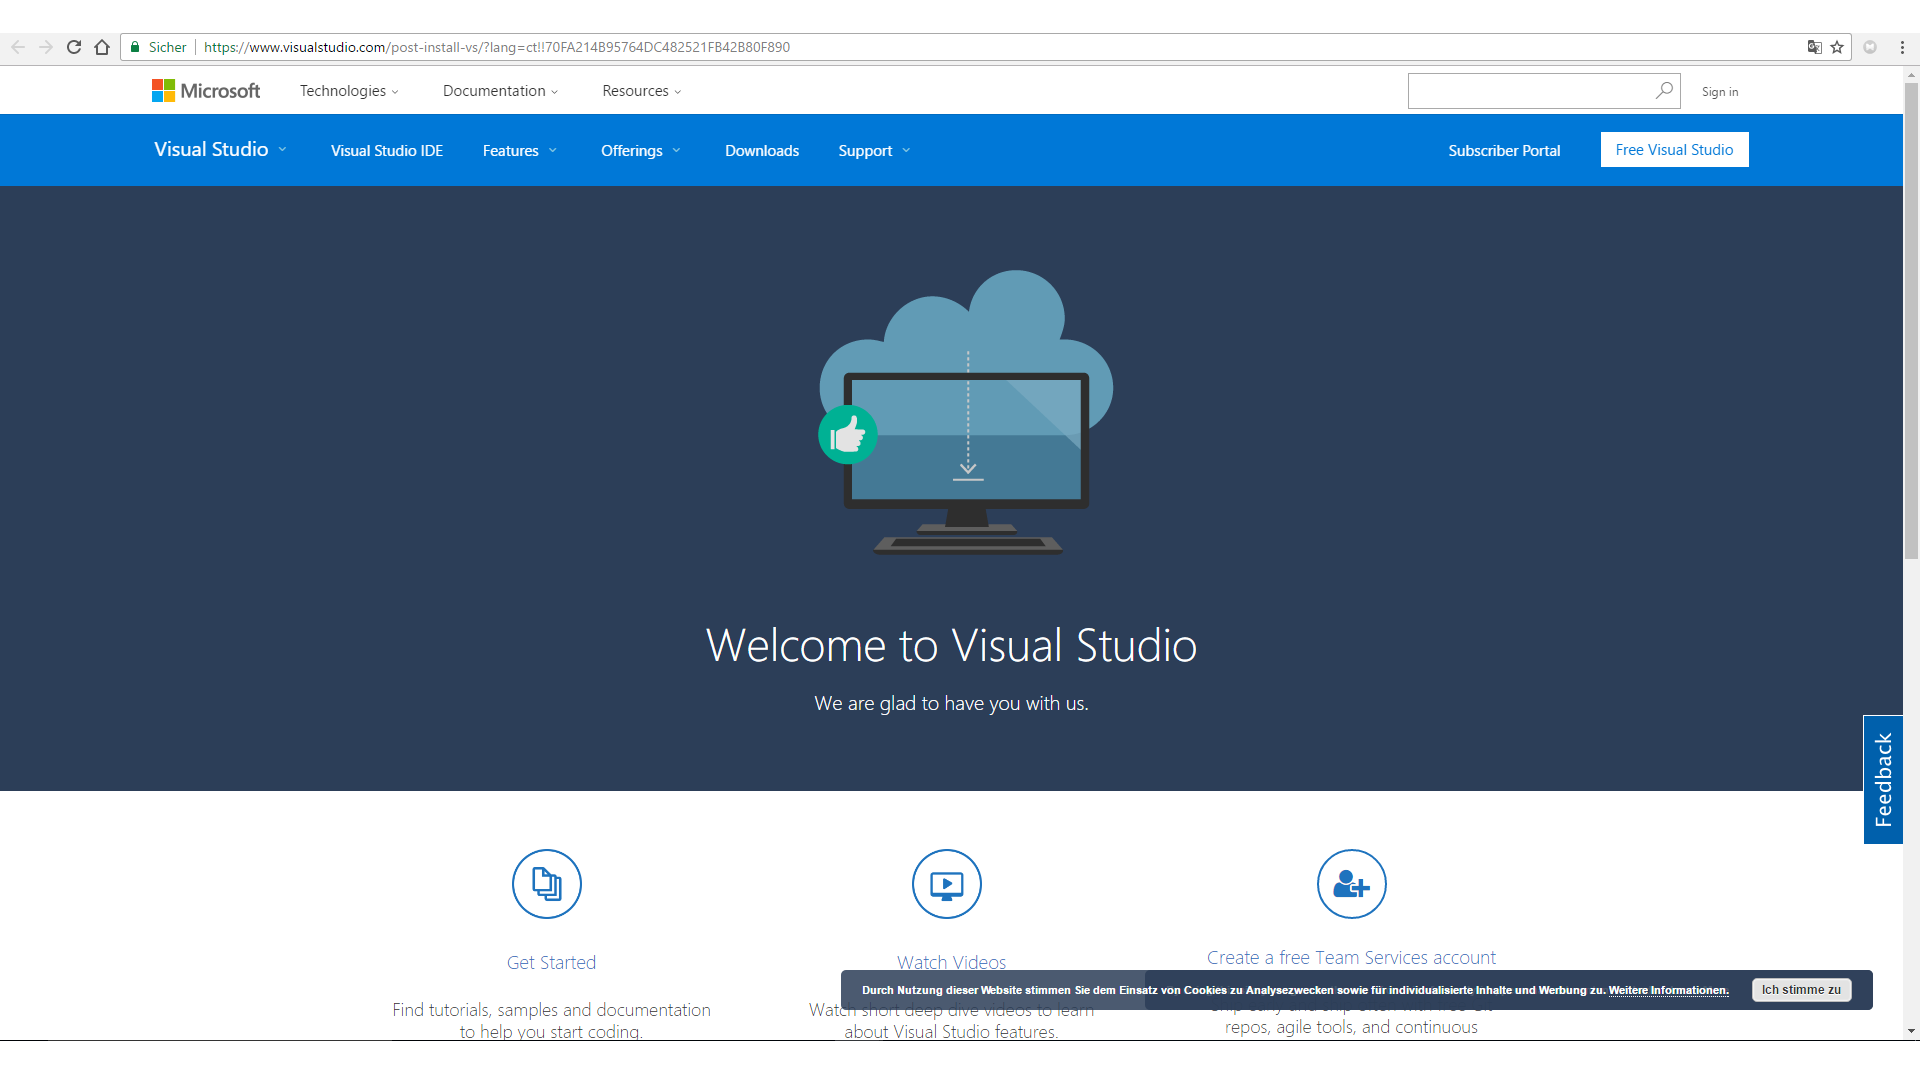 Sicher https://www.visualstudio.com/post-install-vs/?lang=ct!!70FA214B95764DC482521FB42B80F890
Microsoft Technologies Documentation Resources Sign in
Visual Studio Visual Studio IDE Features Offerings Downloads Support Subscriber Portal Free Visual Studio
Welcome to Visual Studio
We are glad to have you with us.
Feedback
Get Started
Find tutorials, samples and documentation
to help you start coding.
Watch Videos
Watch short deep dive videos to learn
about Visual Studio features.
Create a free Team Services account
repos, agile tools, and continuous
Durch Nutzung dieser Website stimmen Sie dem Einsatz von Cookies zu Analysezwecken sowie für individualisierte Inhalte und Werbung zu. Weitere Informationen. Ich stimme zu